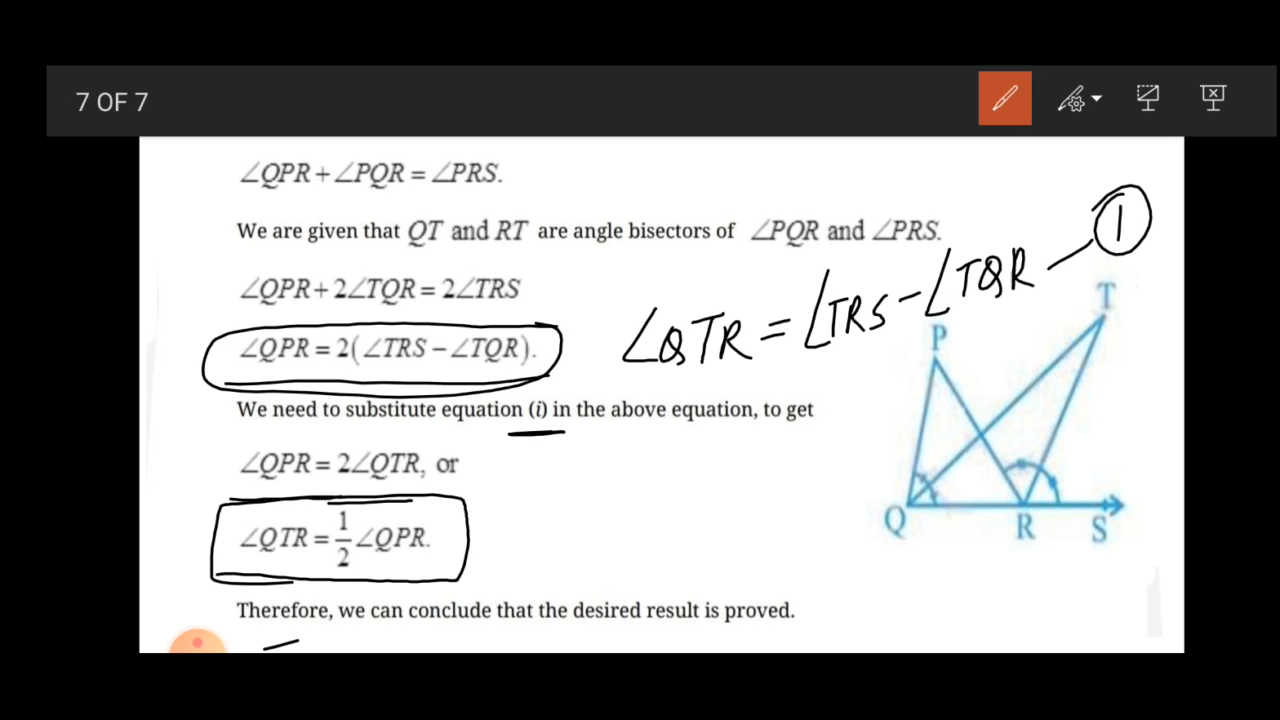 7 OF 7
∠QPR + ∠PQR = ∠PRS.
We are given that QT and RT are angle bisectors of ∠PQR and ∠PRS.
∠QPR + 2∠TQR = 2∠TRS
∠QPR = 2(∠TRS − ∠TQR).
∠QTR = ∠TRS − ∠TQR — 1
We need to substitute equation (i) in the above equation, to get
∠QPR = 2∠QTR, or
∠QTR = 1/2 ∠QPR.
Therefore, we can conclude that the desired result is proved.
T
P
Q R S